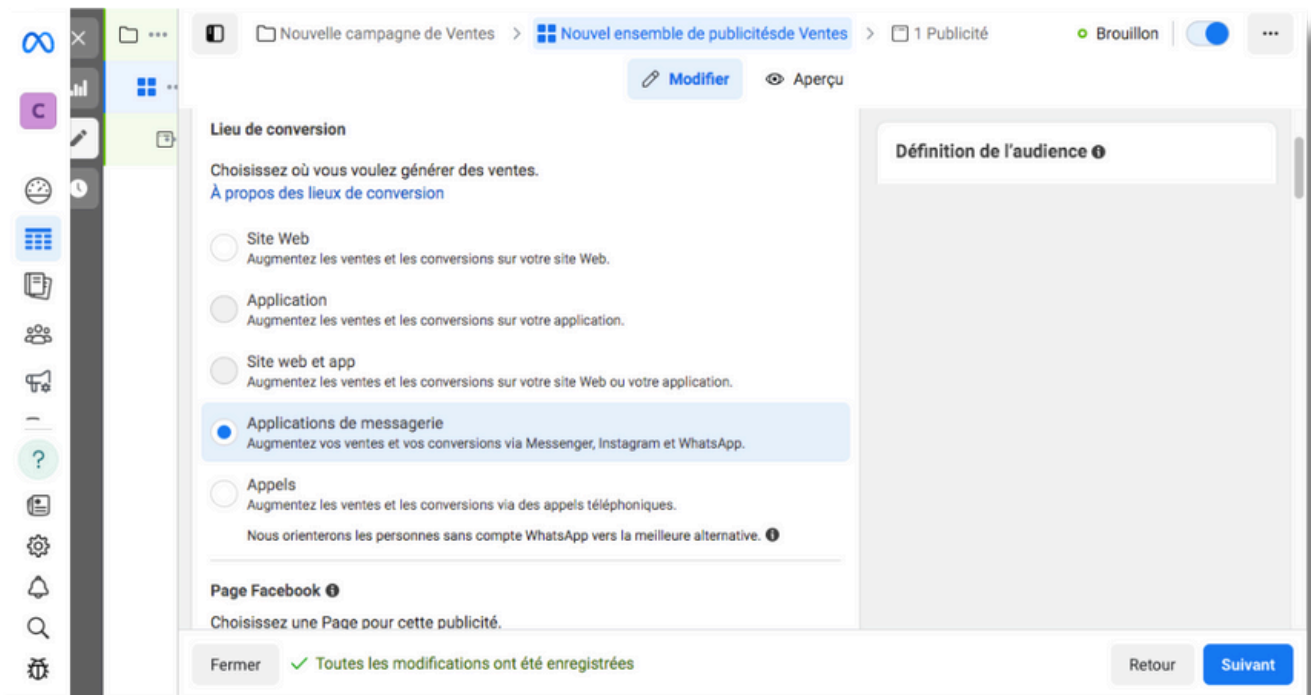 Nouvelle campagne de Ventes > Nouvel ensemble de publicitésde Ventes > 1 Publicité Brouillon
Modifier Aperçu
C
Lieu de conversion
Choisissez où vous voulez générer des ventes.
À propos des lieux de conversion
Site Web
Augmentez les ventes et les conversions sur votre site Web.
Application
Augmentez les ventes et les conversions sur votre application.
Site web et app
Augmentez les ventes et les conversions sur votre site Web ou votre application.
Applications de messagerie
Augmentez vos ventes et vos conversions via Messenger, Instagram et WhatsApp.
Appels
Augmentez les ventes et les conversions via des appels téléphoniques.
Nous orienterons les personnes sans compte WhatsApp vers la meilleure alternative.
Page Facebook
Choisissez une Page pour cette publicité.
Définition de l'audience
Fermer Toutes les modifications ont été enregistrées Retour Suivant